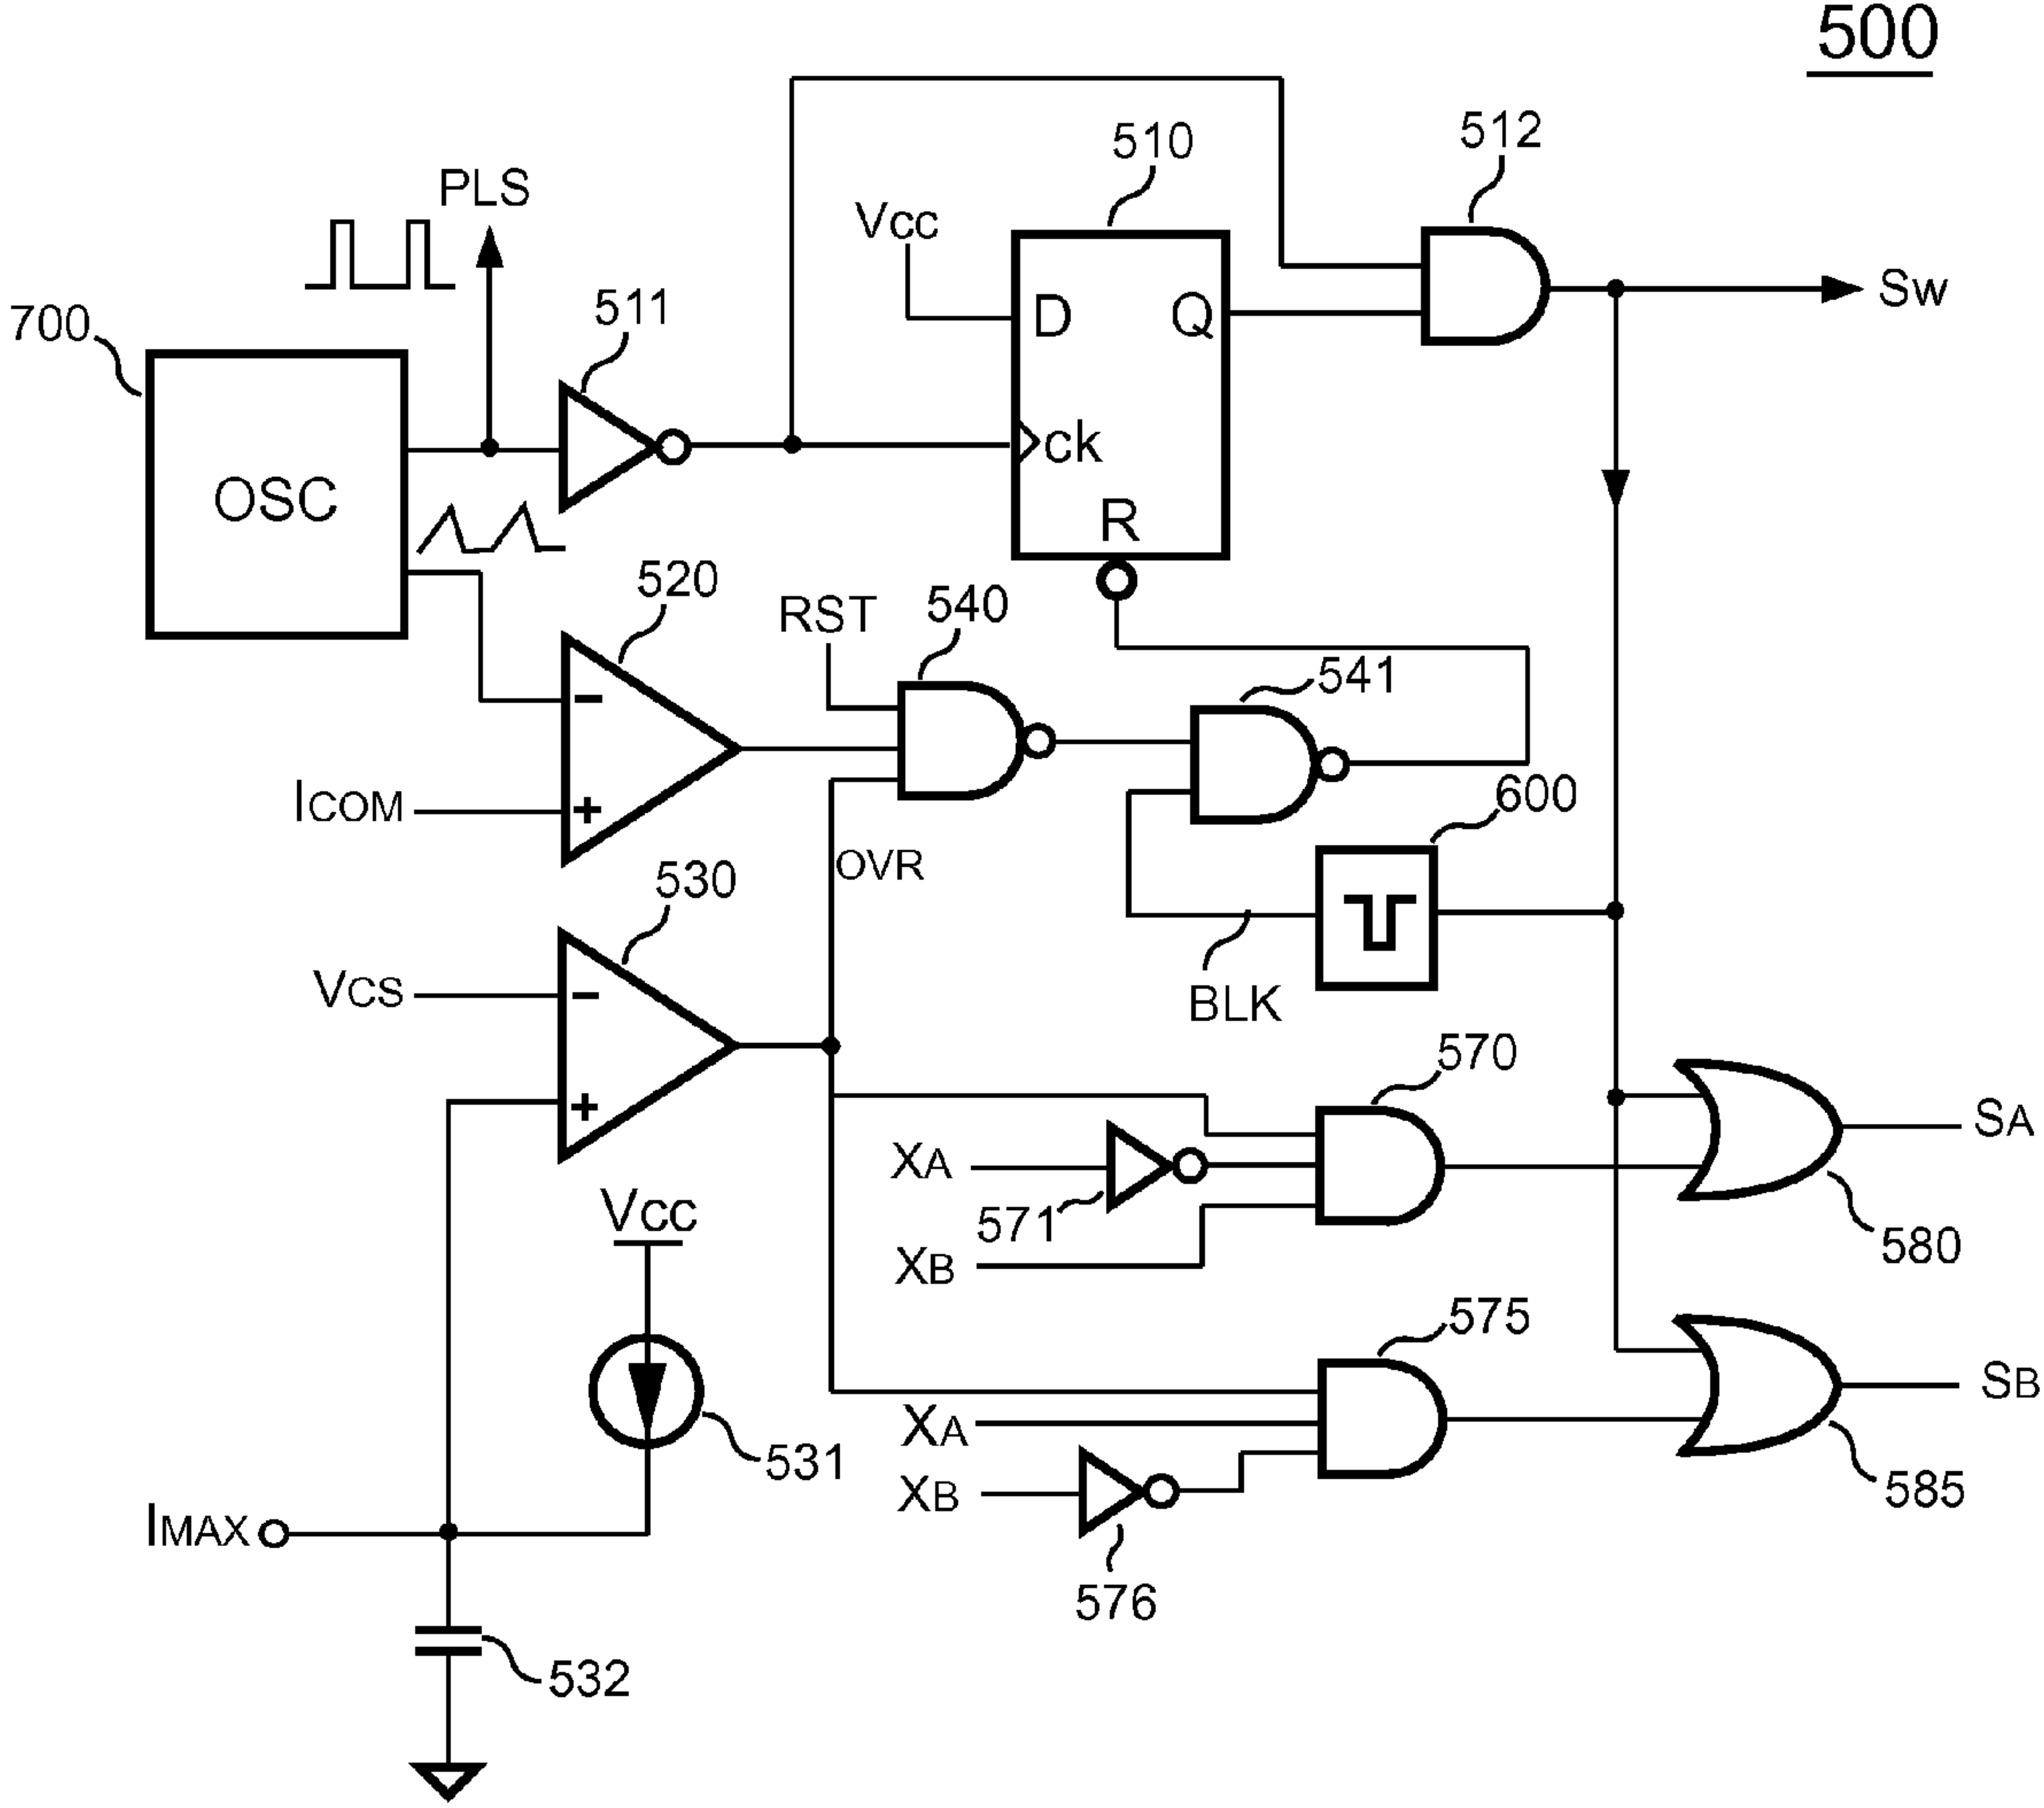 500
PLS
510
512
VCC
511
SW
700
D
Q
OSC
ck
R
520
RST
540
541
ICOM
600
OVR
530
VCS
BLK
570
XA
571
SA
VCC
XB
580
575
XA
SB
531
XB
585
IMAX
576
532